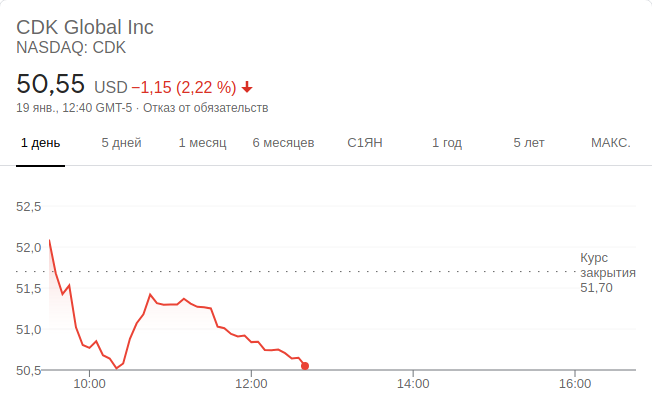 CDK Global Inc
NASDAQ: CDK
50,55 USD −1,15 (2,22 %)
19 янв., 12:40 GMT-5 · Отказ от обязательств
1 день 5 дней 1 месяц 6 месяцев С1ЯН 1 год 5 лет МАКС.
52,5
52,0
Курс
закрытия
51,5 51,70
51,0
50,5
10:00 12:00 14:00 16:00